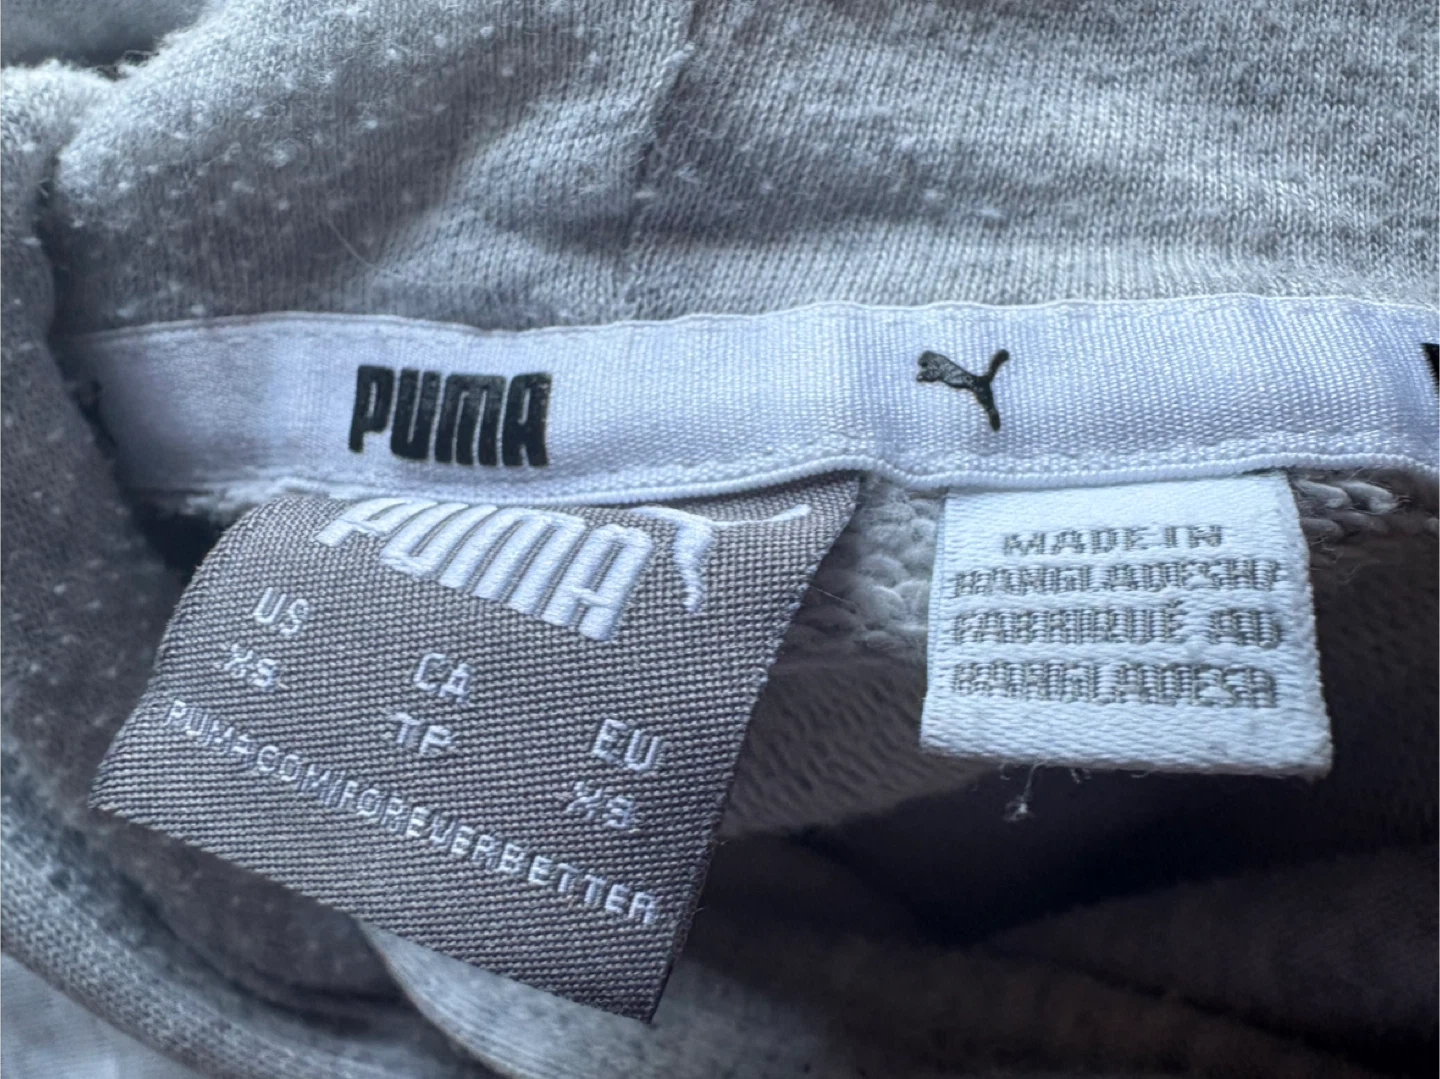 PUMA
PUMA
US
XS
CA
TP
EU
XS
PUMA.COM/FOREVERBETTER
MADE IN
BANGLADESH/
FABRIQUÉ AU
BANGLADESH